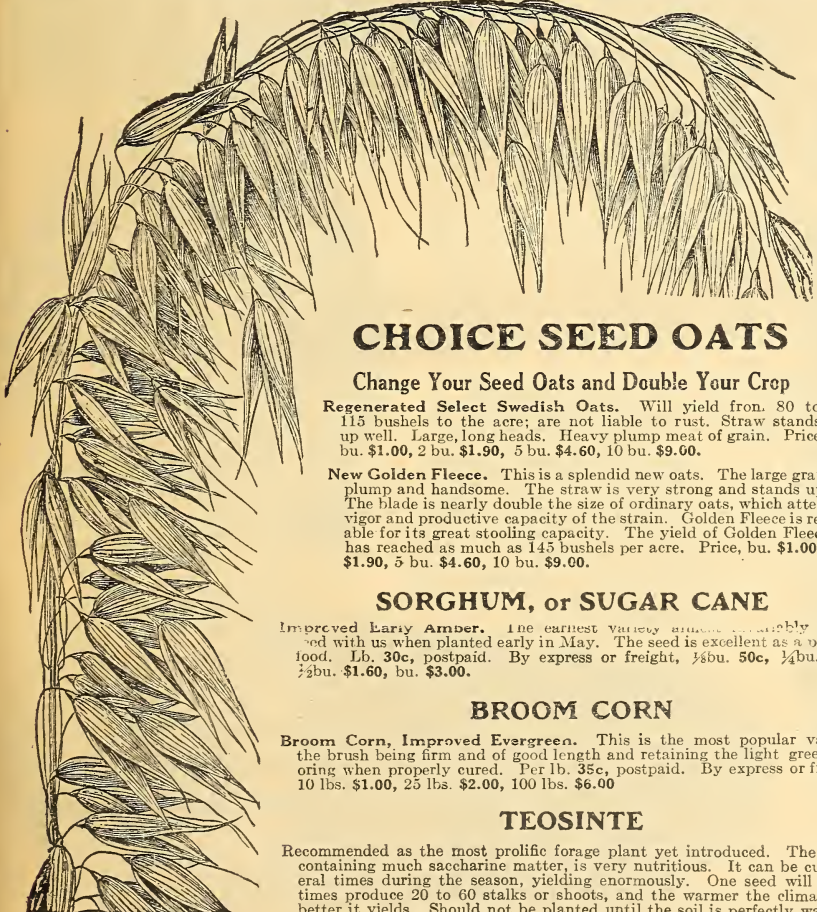 CHOICE SEED OATS
Change Your Seed Oats and Double Your Crop
Regenerated Select Swedish Oats. Will yield from 80 to
115 bushels to the acre; are not liable to rust. Straw stands
up well. Large, long heads. Heavy plump meat of grain. Price
bu. $1.00, 2 bu. $1.90, 5 bu. $4.60, 10 bu. $9.00.
New Golden Fleece. This is a splendid new oats. The large
plump and handsome. The straw is very strong and stands
The blade is nearly double the size of ordinary oats, which
vigor and productive capacity of the strain. Golden Fleece is
able for its great stooling capacity. The yield of Golden
has reached as much as 145 bushels per acre. Price, bu. $1.00
$1.90, 5 bu. $4.60, 10 bu. $9.00.
SORGHUM, or SUGAR CANE
Improved Early Amber. The earliest variety
with us when planted early in May. The seed is excellent as a
food. Lb. 30c, postpaid. By express or freight, ⅛bu. 50c, ¼bu.
½bu. $1.60, bu. $3.00.
BROOM CORN
Broom Corn, Improved Evergreen. This is the most popular
the brush being firm and of good length and retaining the light
oring when properly cured. Per lb. 35c, postpaid. By express or
10 lbs. $1.00, 25 lbs. $2.00, 100 lbs. $6.00
TEOSINTE
Recommended as the most prolific forage plant yet introduced. The
containing much saccharine matter, is very nutritious. It can be
eral times during the season, yielding enormously. One seed will
times produce 20 to 60 stalks or shoots, and the warmer the
better it yields. Should not be planted until the soil is perfectly